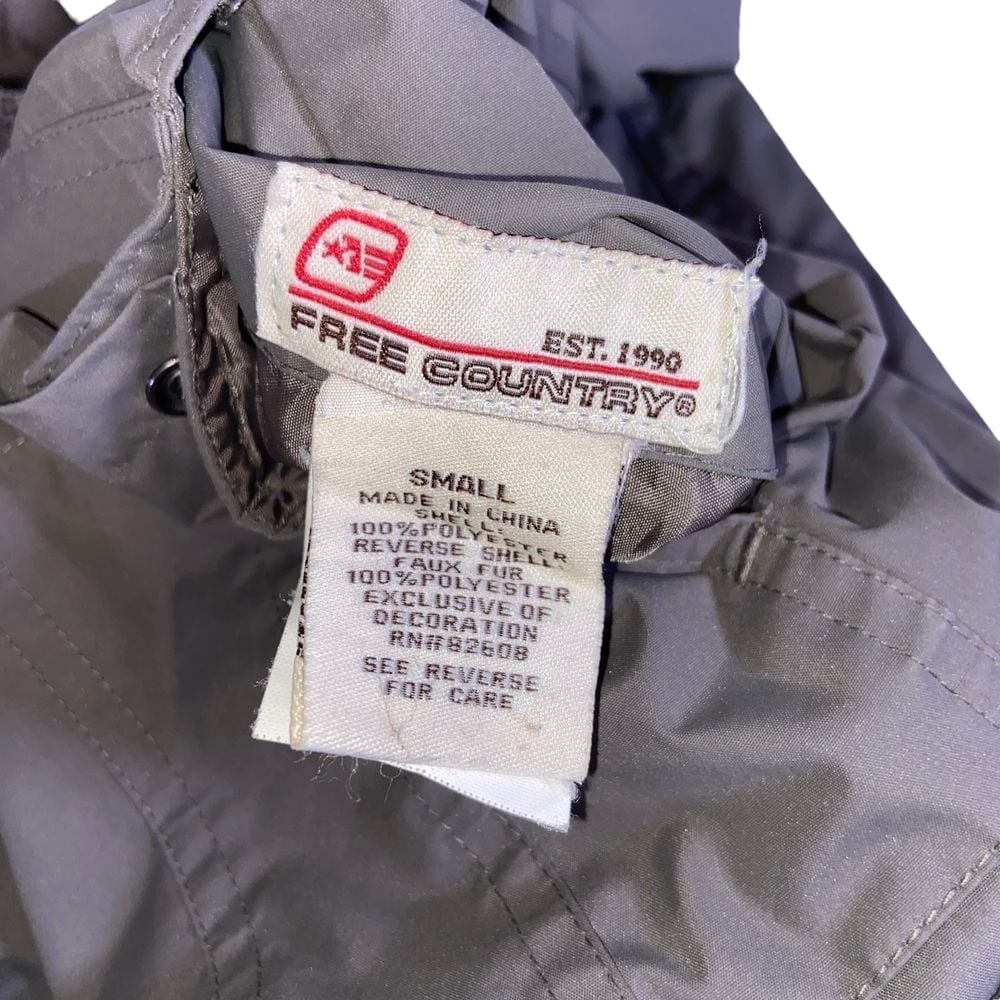 EST. 1990
FREE COUNTRY®
SMALL
MADE IN CHINA
SHELL:
100%POLYESTER
REVERSE SHELL:
FAUX FUR
100%POLYESTER
EXCLUSIVE OF
DECORATION
RN#82608
SEE REVERSE
FOR CARE